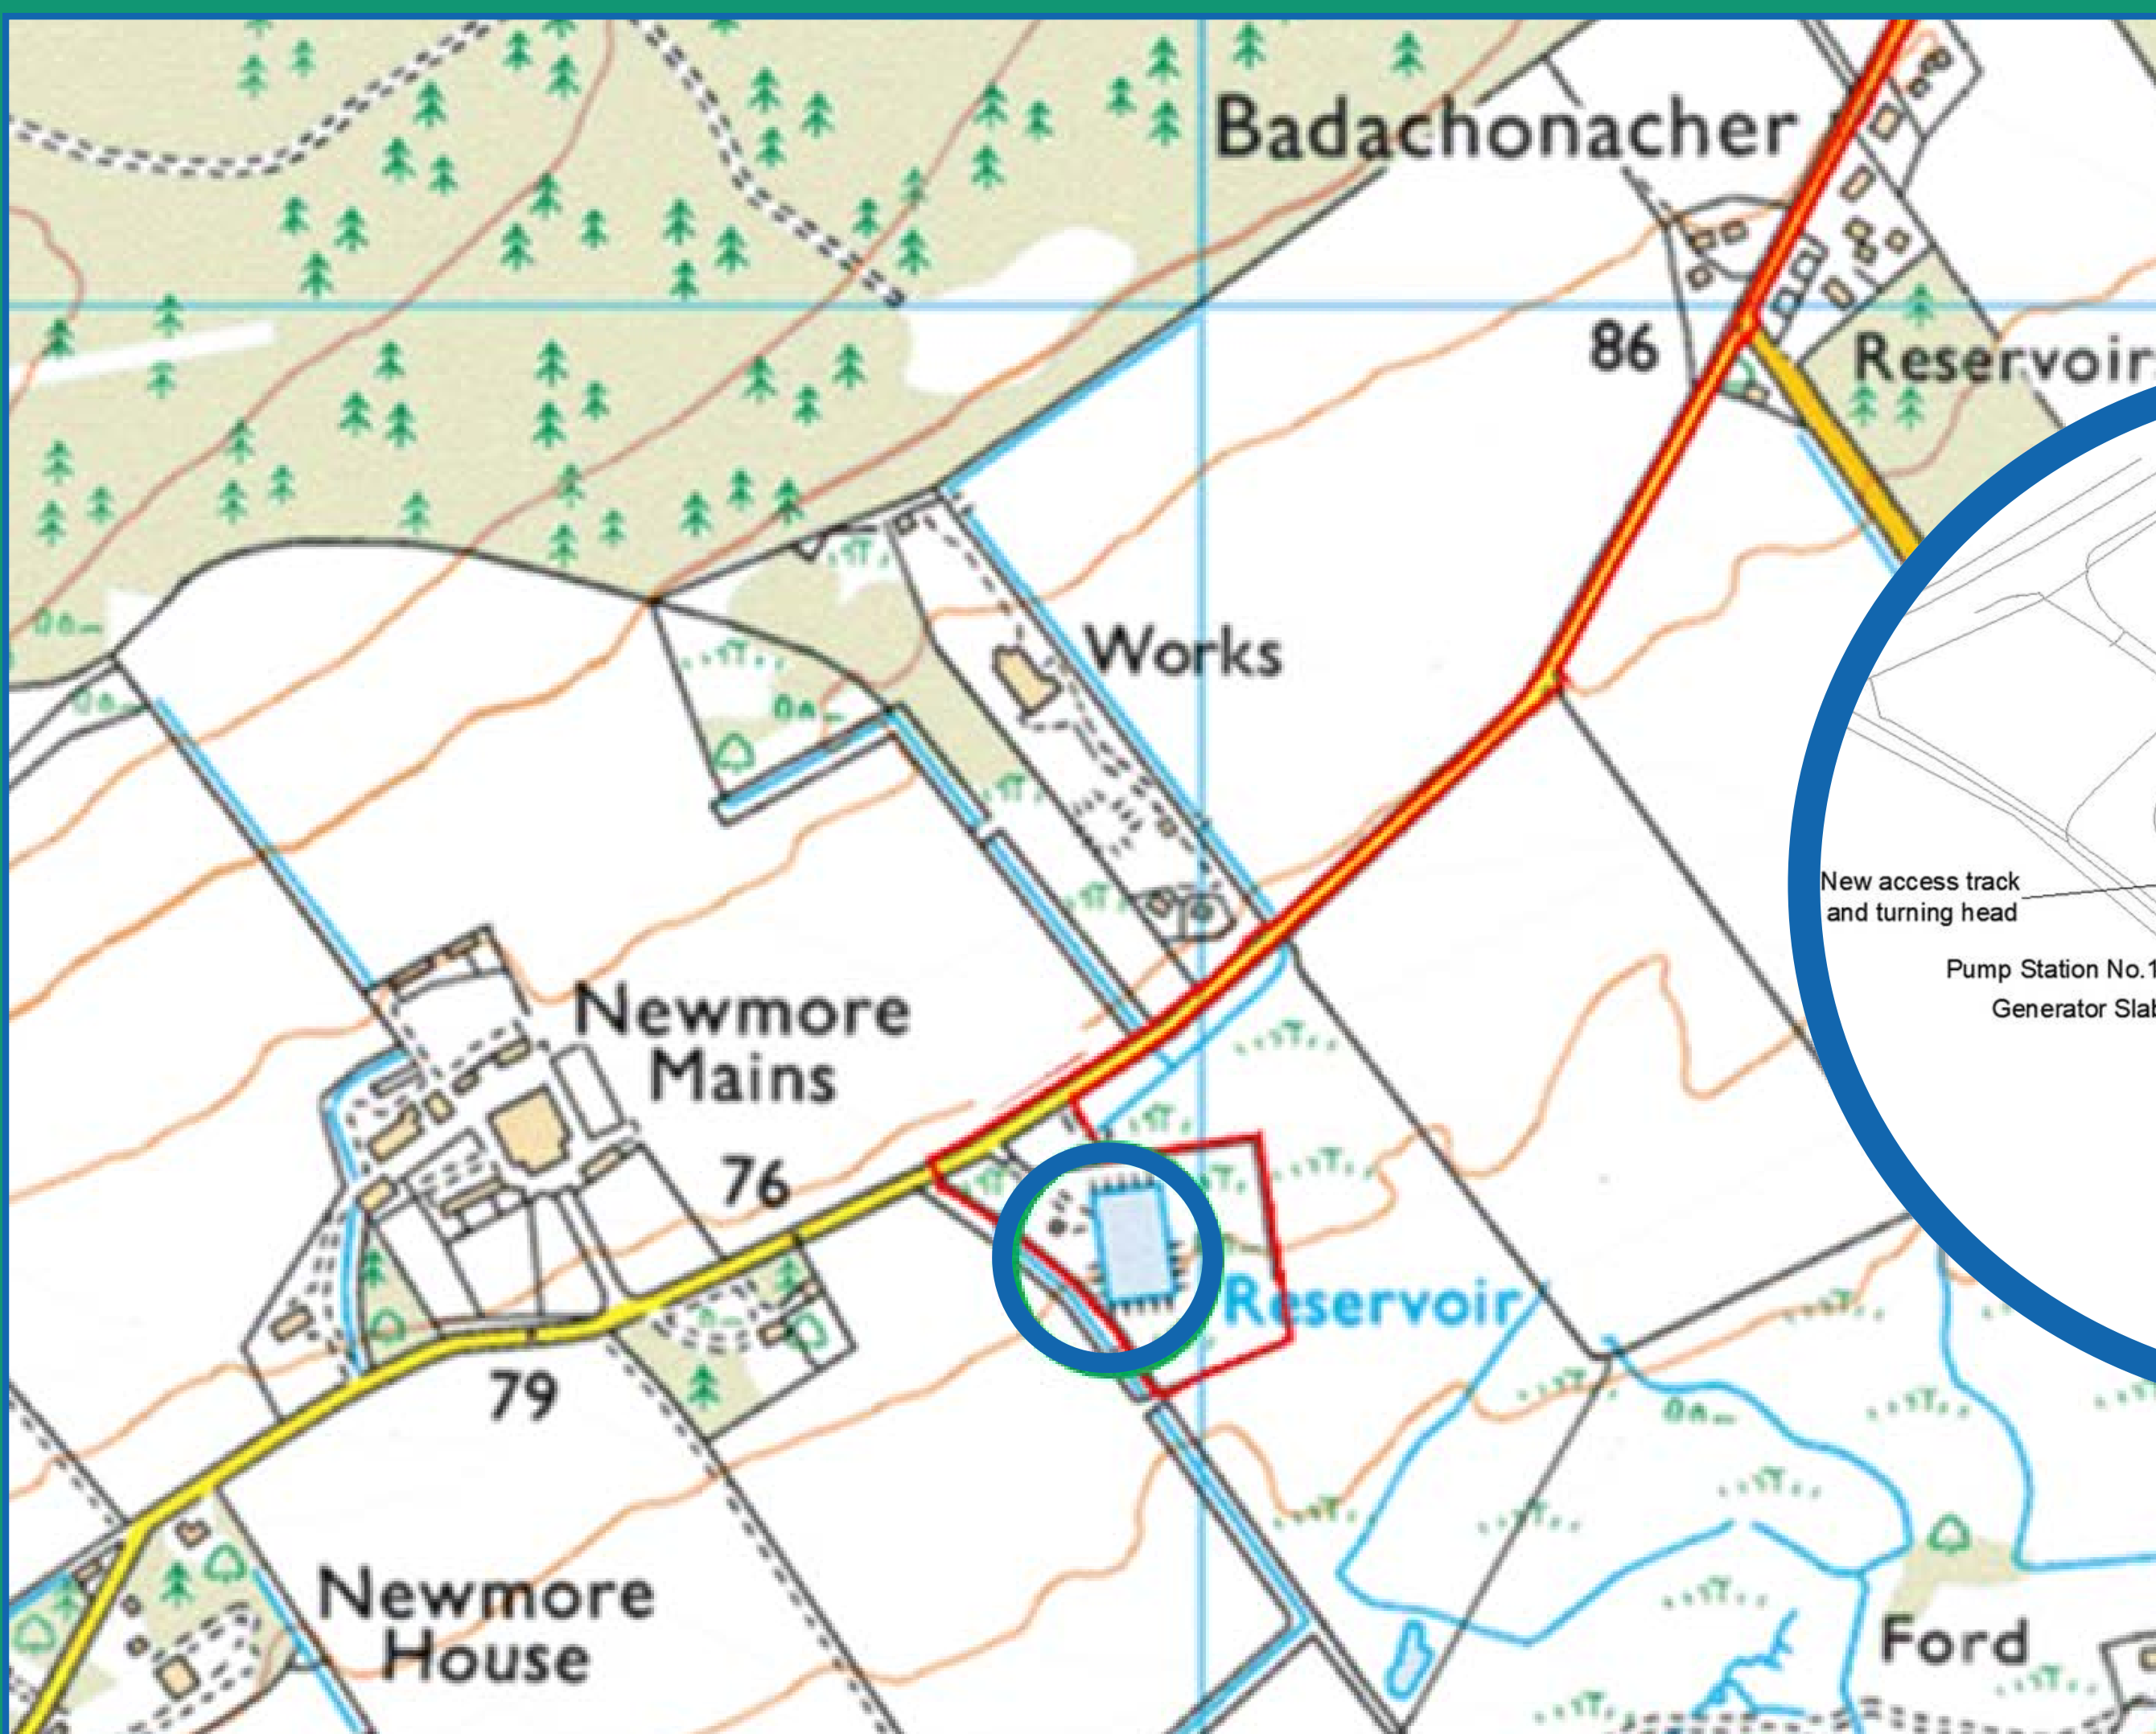 Badachonacher
86
Reservoir
Works
New access track
and turning head
Pump Station No.1
Generator Slab
Newmore
Mains
76
Reservoir
79
Newmore
House
Ford